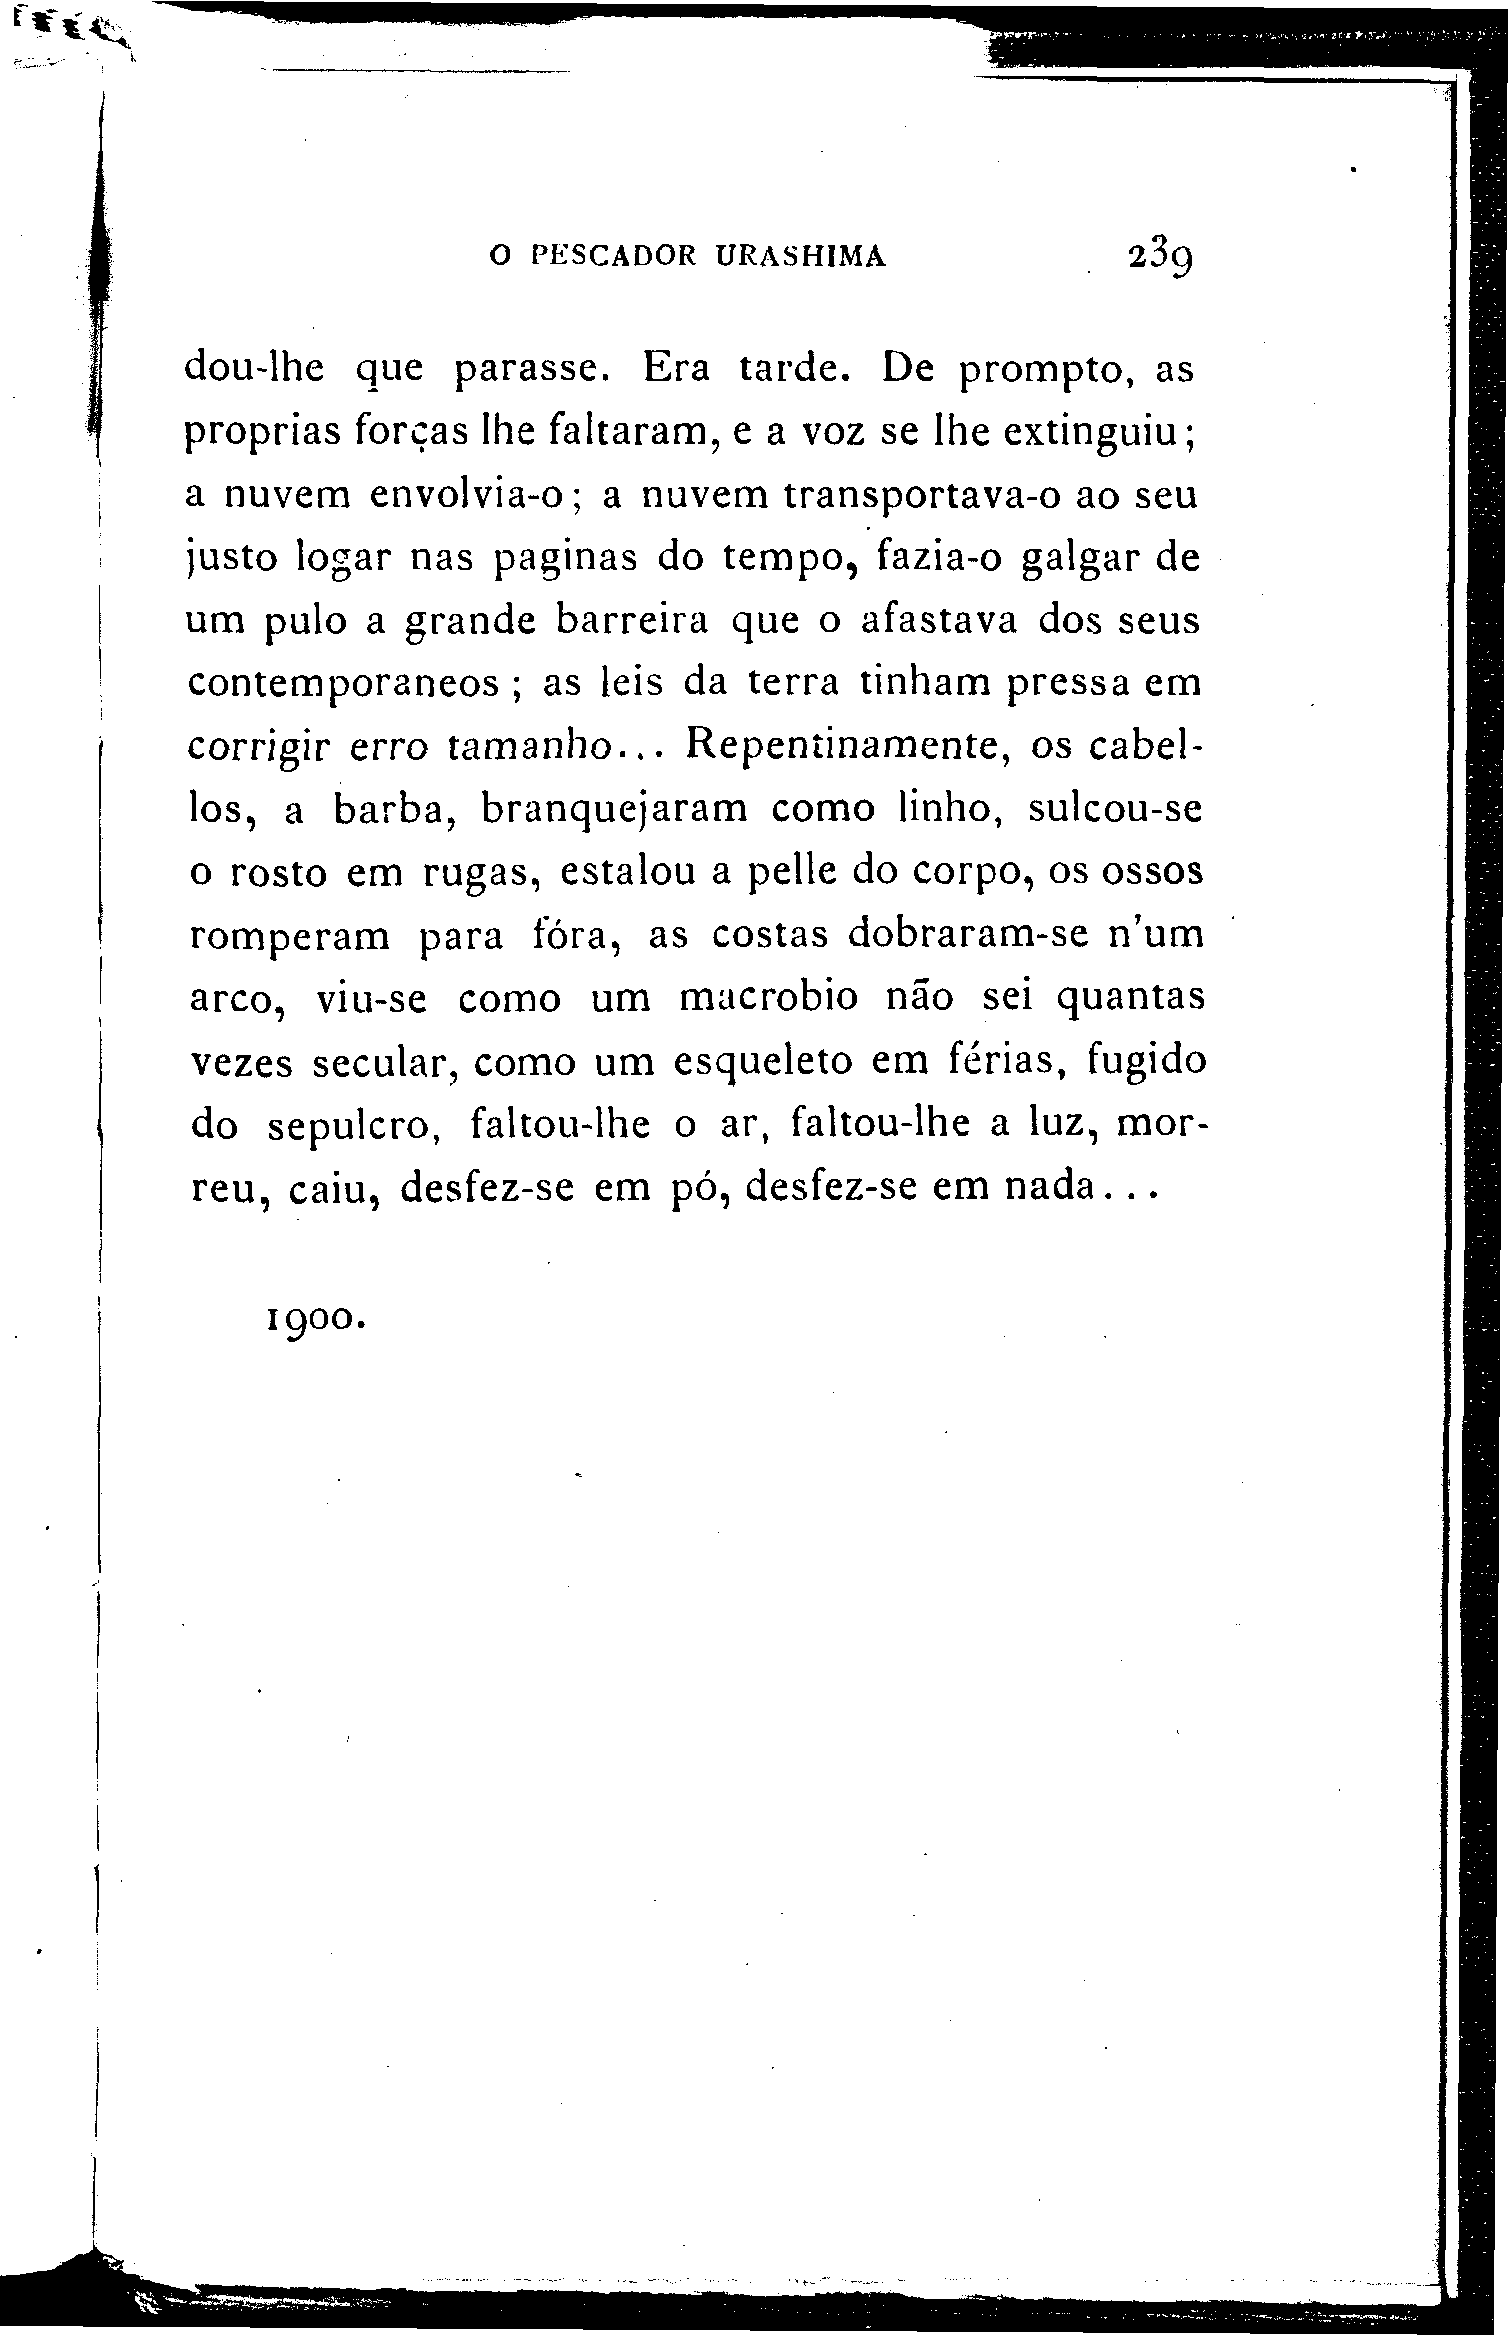 O PESCADOR URASHIMA 239
dou-lhe que parasse. Era tarde. De prompto, as
proprias forças lhe faltaram, e a voz se lhe extinguiu;
a nuvem envolvia-o; a nuvem transportava-o ao seu
justo logar nas paginas do tempo, fazia-o galgar de
um pulo a grande barreira que o afastava dos seus
contemporaneos; as leis da terra tinham pressa em
corrigir erro tamanho... Repentinamente, os cabel-
los, a barba, branquejaram como linho, sulcou-se
o rosto em rugas, estalou a pelle do corpo, os ossos
romperam para fóra, as costas dobraram-se n'um
arco, viu-se como um macrobio não sei quantas
vezes secular, como um esqueleto em férias, fugido
do sepulcro, faltou-lhe o ar, faltou-lhe a luz, mor-
reu, caiu, desfez-se em pó, desfez-se em nada...
1900.